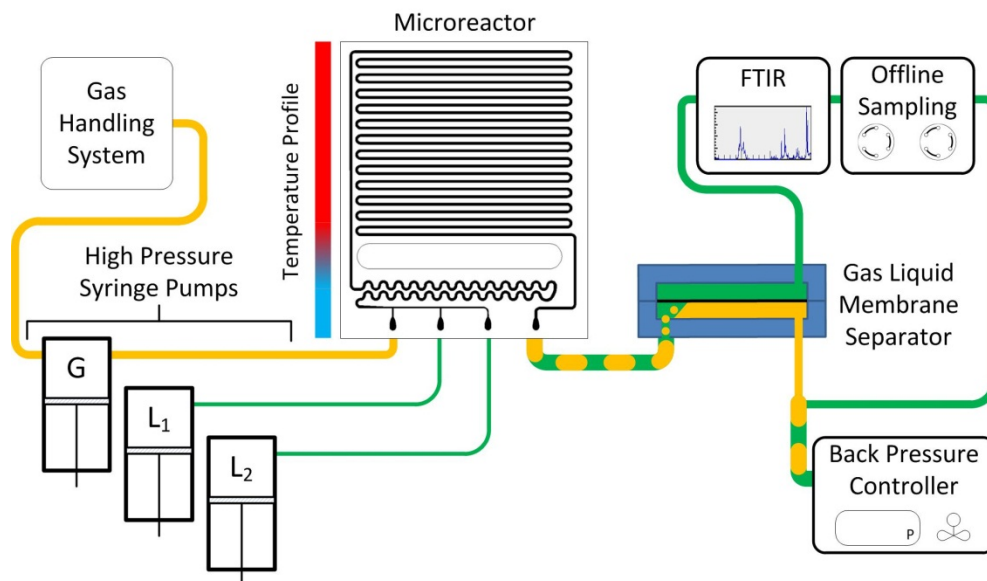 Microreactor
Gas
Handling
System
Temperature Profile
FTIR
Offline
Sampling
High Pressure
Syringe Pumps
Gas Liquid
Membrane
Separator
G
L₁
L₂
Back Pressure
Controller
P